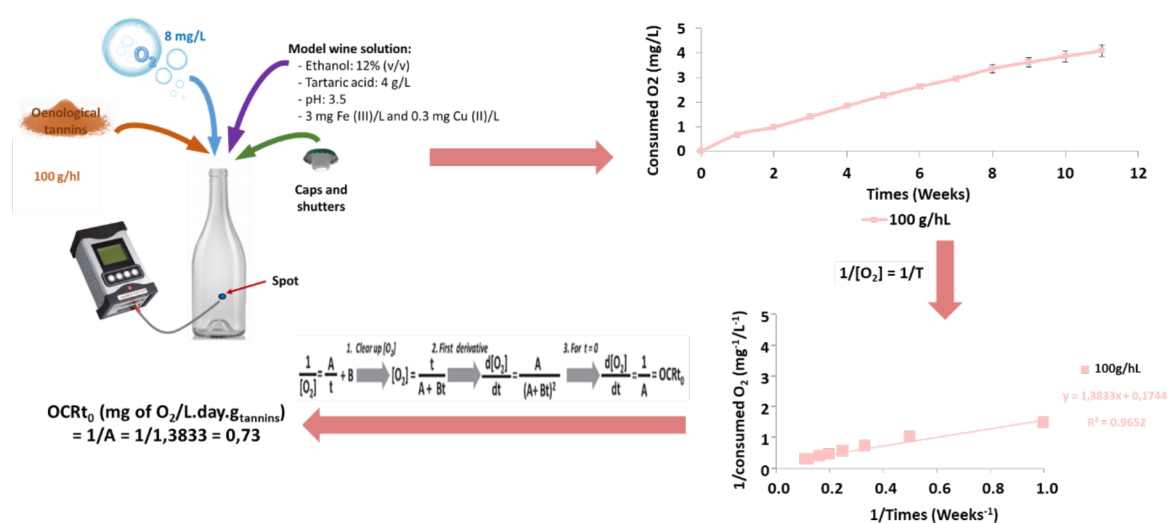 8 mg/L
O₂
Oenological
tannins
100 g/hl
Model wine solution:
- Ethanol: 12% (v/v)
- Tartaric acid: 4 g/L
- pH: 3.5
- 3 mg Fe (III)/L and 0.3 mg Cu (II)/L
Caps and
shutters
Spot
Consumed O2 (mg/L)
5
4
3
2
1
0
0 2 4 6 8 10 12
Times (Weeks)
100 g/hL
1/[O₂] = 1/T
1/consumed O₂ (mg⁻¹/L⁻¹)
5
4
3
2
1
0
0.0 0.2 0.4 0.6 0.8 1.0
1/Times (Weeks⁻¹)
100g/hL
y = 1,3833x + 0,1744
R² = 0.9652
1. Clear up [O₂] 2. First derivative 3. For t = 0
1/[O₂] = A/t + B [O₂] = t/A + Bt d[O₂]/dt = A/(A+ Bt)² d[O₂]/dt = 1/A = OCRt₀
OCRt₀ (mg of O₂/L.day.g tannins)
= 1/A = 1/1,3833 = 0,73